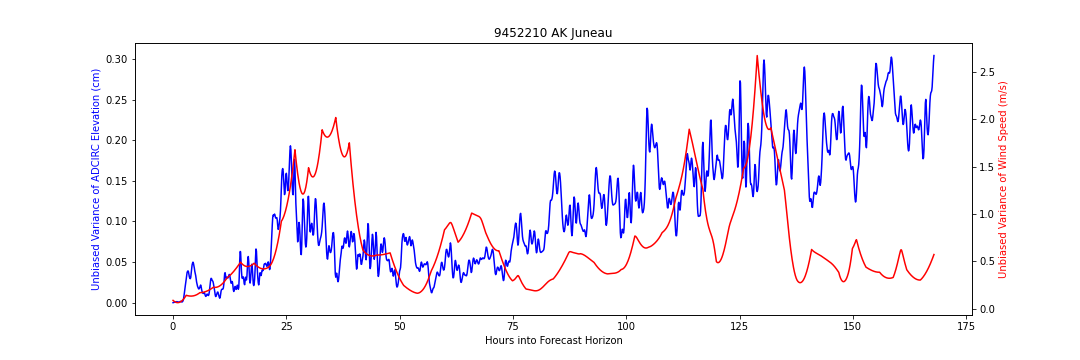 9452210 AK Juneau
Unbiased Variance of ADCIRC Elevation (cm)
0.30
0.25
0.20
0.15
0.10
0.05
0.00
2.5
2.0
1.5
1.0
0.5
0.0
Unbiased Variance of Wind Speed (m/s)
0 25 50 75 100 125 150 175
Hours into Forecast Horizon